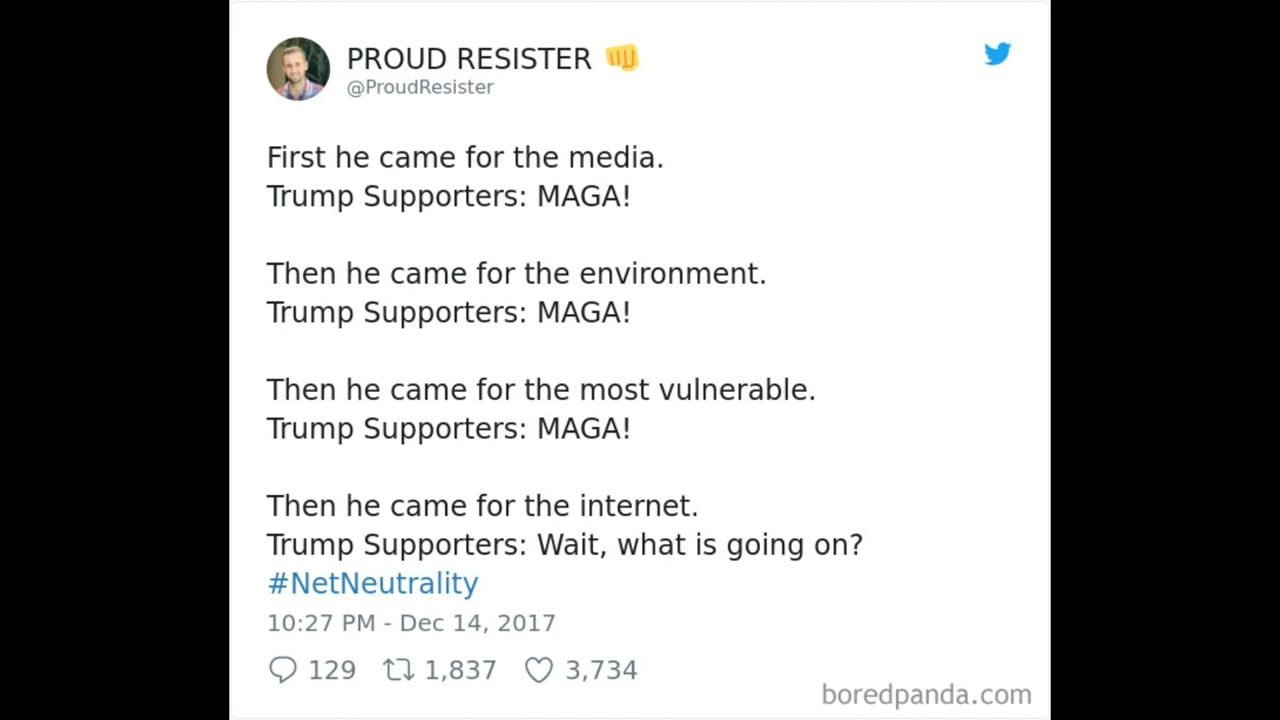 PROUD RESISTER 👊
@ProudResister
First he came for the media.
Trump Supporters: MAGA!
Then he came for the environment.
Trump Supporters: MAGA!
Then he came for the most vulnerable.
Trump Supporters: MAGA!
Then he came for the internet.
Trump Supporters: Wait, what is going on?
#NetNeutrality
10:27 PM - Dec 14, 2017
129 1,837 3,734
boredpanda.com